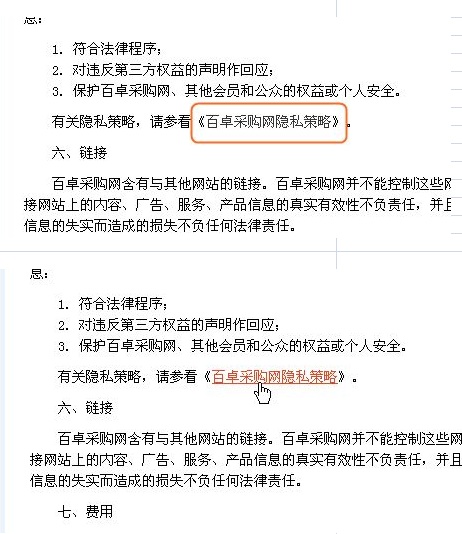 息：
1. 符合法律程序；
2. 对违反第三方权益的声明作回应；
3. 保护百卓采购网、其他会员和公众的权益或个人安全。
有关隐私策略，请参看《百卓采购网隐私策略》。
六、链接
百卓采购网含有与其他网站的链接。百卓采购网并不能控制这些网
接网站上的内容、广告、服务、产品信息的真实有效性不负责任，并且
信息的失实而造成的损失不负任何法律责任。
息：
1. 符合法律程序；
2. 对违反第三方权益的声明作回应；
3. 保护百卓采购网、其他会员和公众的权益或个人安全。
有关隐私策略，请参看《百卓采购网隐私策略》。
六、链接
百卓采购网含有与其他网站的链接。百卓采购网并不能控制这些网
接网站上的内容、广告、服务、产品信息的真实有效性不负责任，并且
信息的失实而造成的损失不负任何法律责任。
七、费用